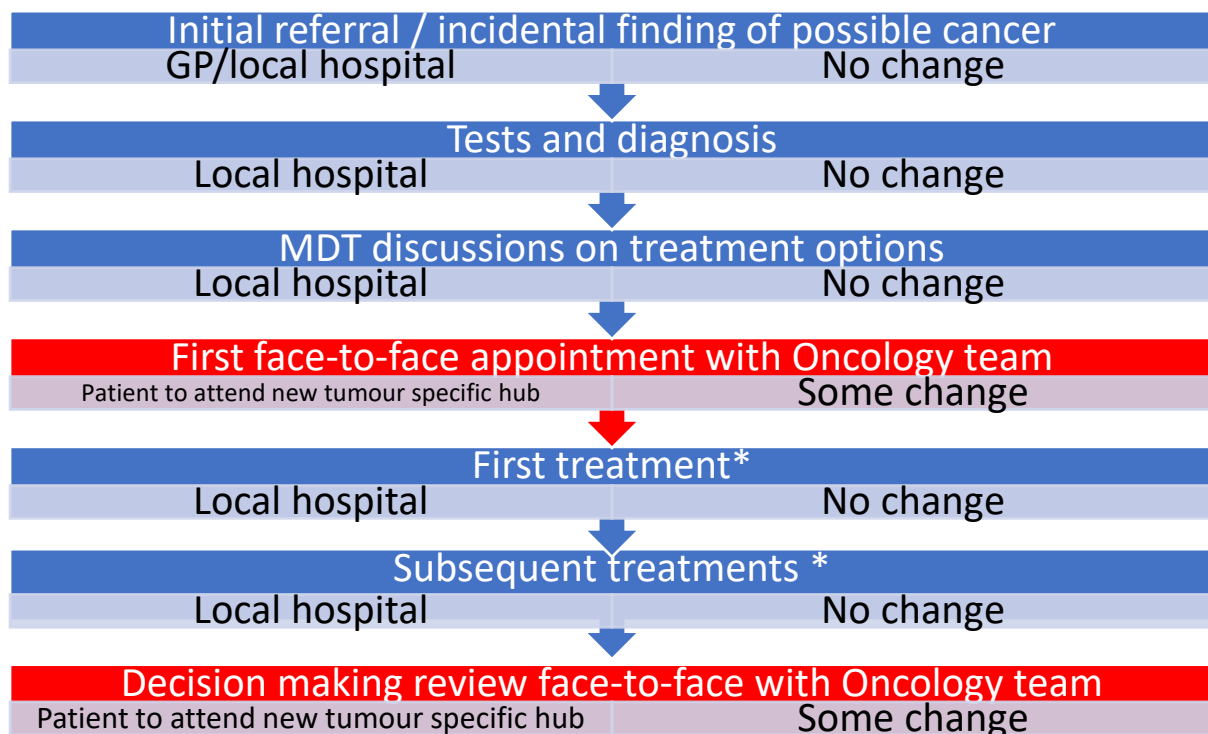 Initial referral / incidental finding of possible cancer
GP/local hospital No change
Tests and diagnosis
Local hospital No change
MDT discussions on treatment options
Local hospital No change
First face-to-face appointment with Oncology team
Patient to attend new tumour specific hub Some change
First treatment*
Local hospital No change
Subsequent treatments *
Local hospital No change
Decision making review face-to-face with Oncology team
Patient to attend new tumour specific hub Some change